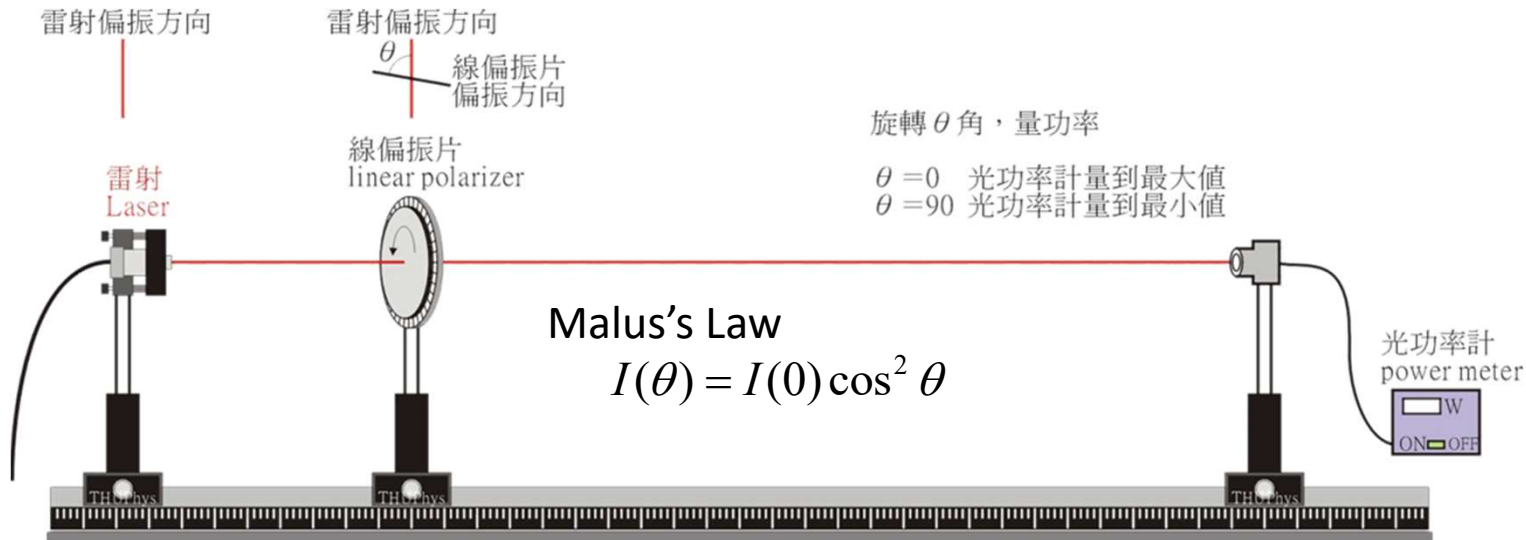 雷射偏振方向
雷射偏振方向
θ
線偏振片
偏振方向
旋轉 θ 角，量功率
θ =0 光功率計量到最大值
θ =90 光功率計量到最小值
線偏振片
linear polarizer
雷射
Laser
Malus’s Law
I(θ) = I(0) cos² θ
光功率計
power meter
W
ON OFF
THUPhys
THUPhys
THUPhys